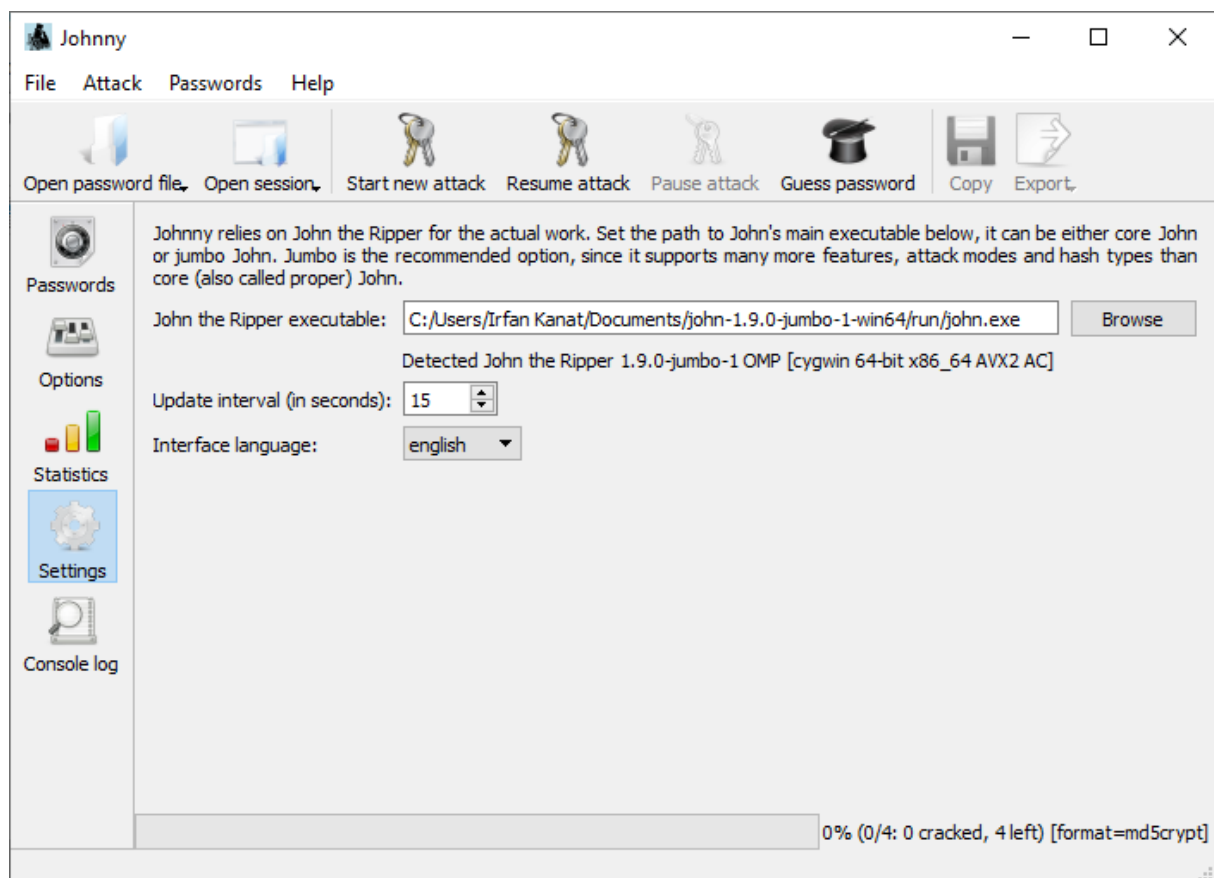 Johnny
File Attack Passwords Help
Open password file Open session Start new attack Resume attack Pause attack Guess password Copy Export
Johnny relies on John the Ripper for the actual work. Set the path to John's main executable below, it can be either core John
or jumbo John. Jumbo is the recommended option, since it supports many more features, attack modes and hash types than
core (also called proper) John.
Passwords
John the Ripper executable: C:/Users/Irfan Kanat/Documents/john-1.9.0-jumbo-1-win64/run/john.exe Browse
Detected John the Ripper 1.9.0-jumbo-1 OMP [cygwin 64-bit x86_64 AVX2 AC]
Options
Update interval (in seconds): 15
Interface language: english
Statistics
Settings
Console log
0% (0/4: 0 cracked, 4 left) [format=md5crypt]